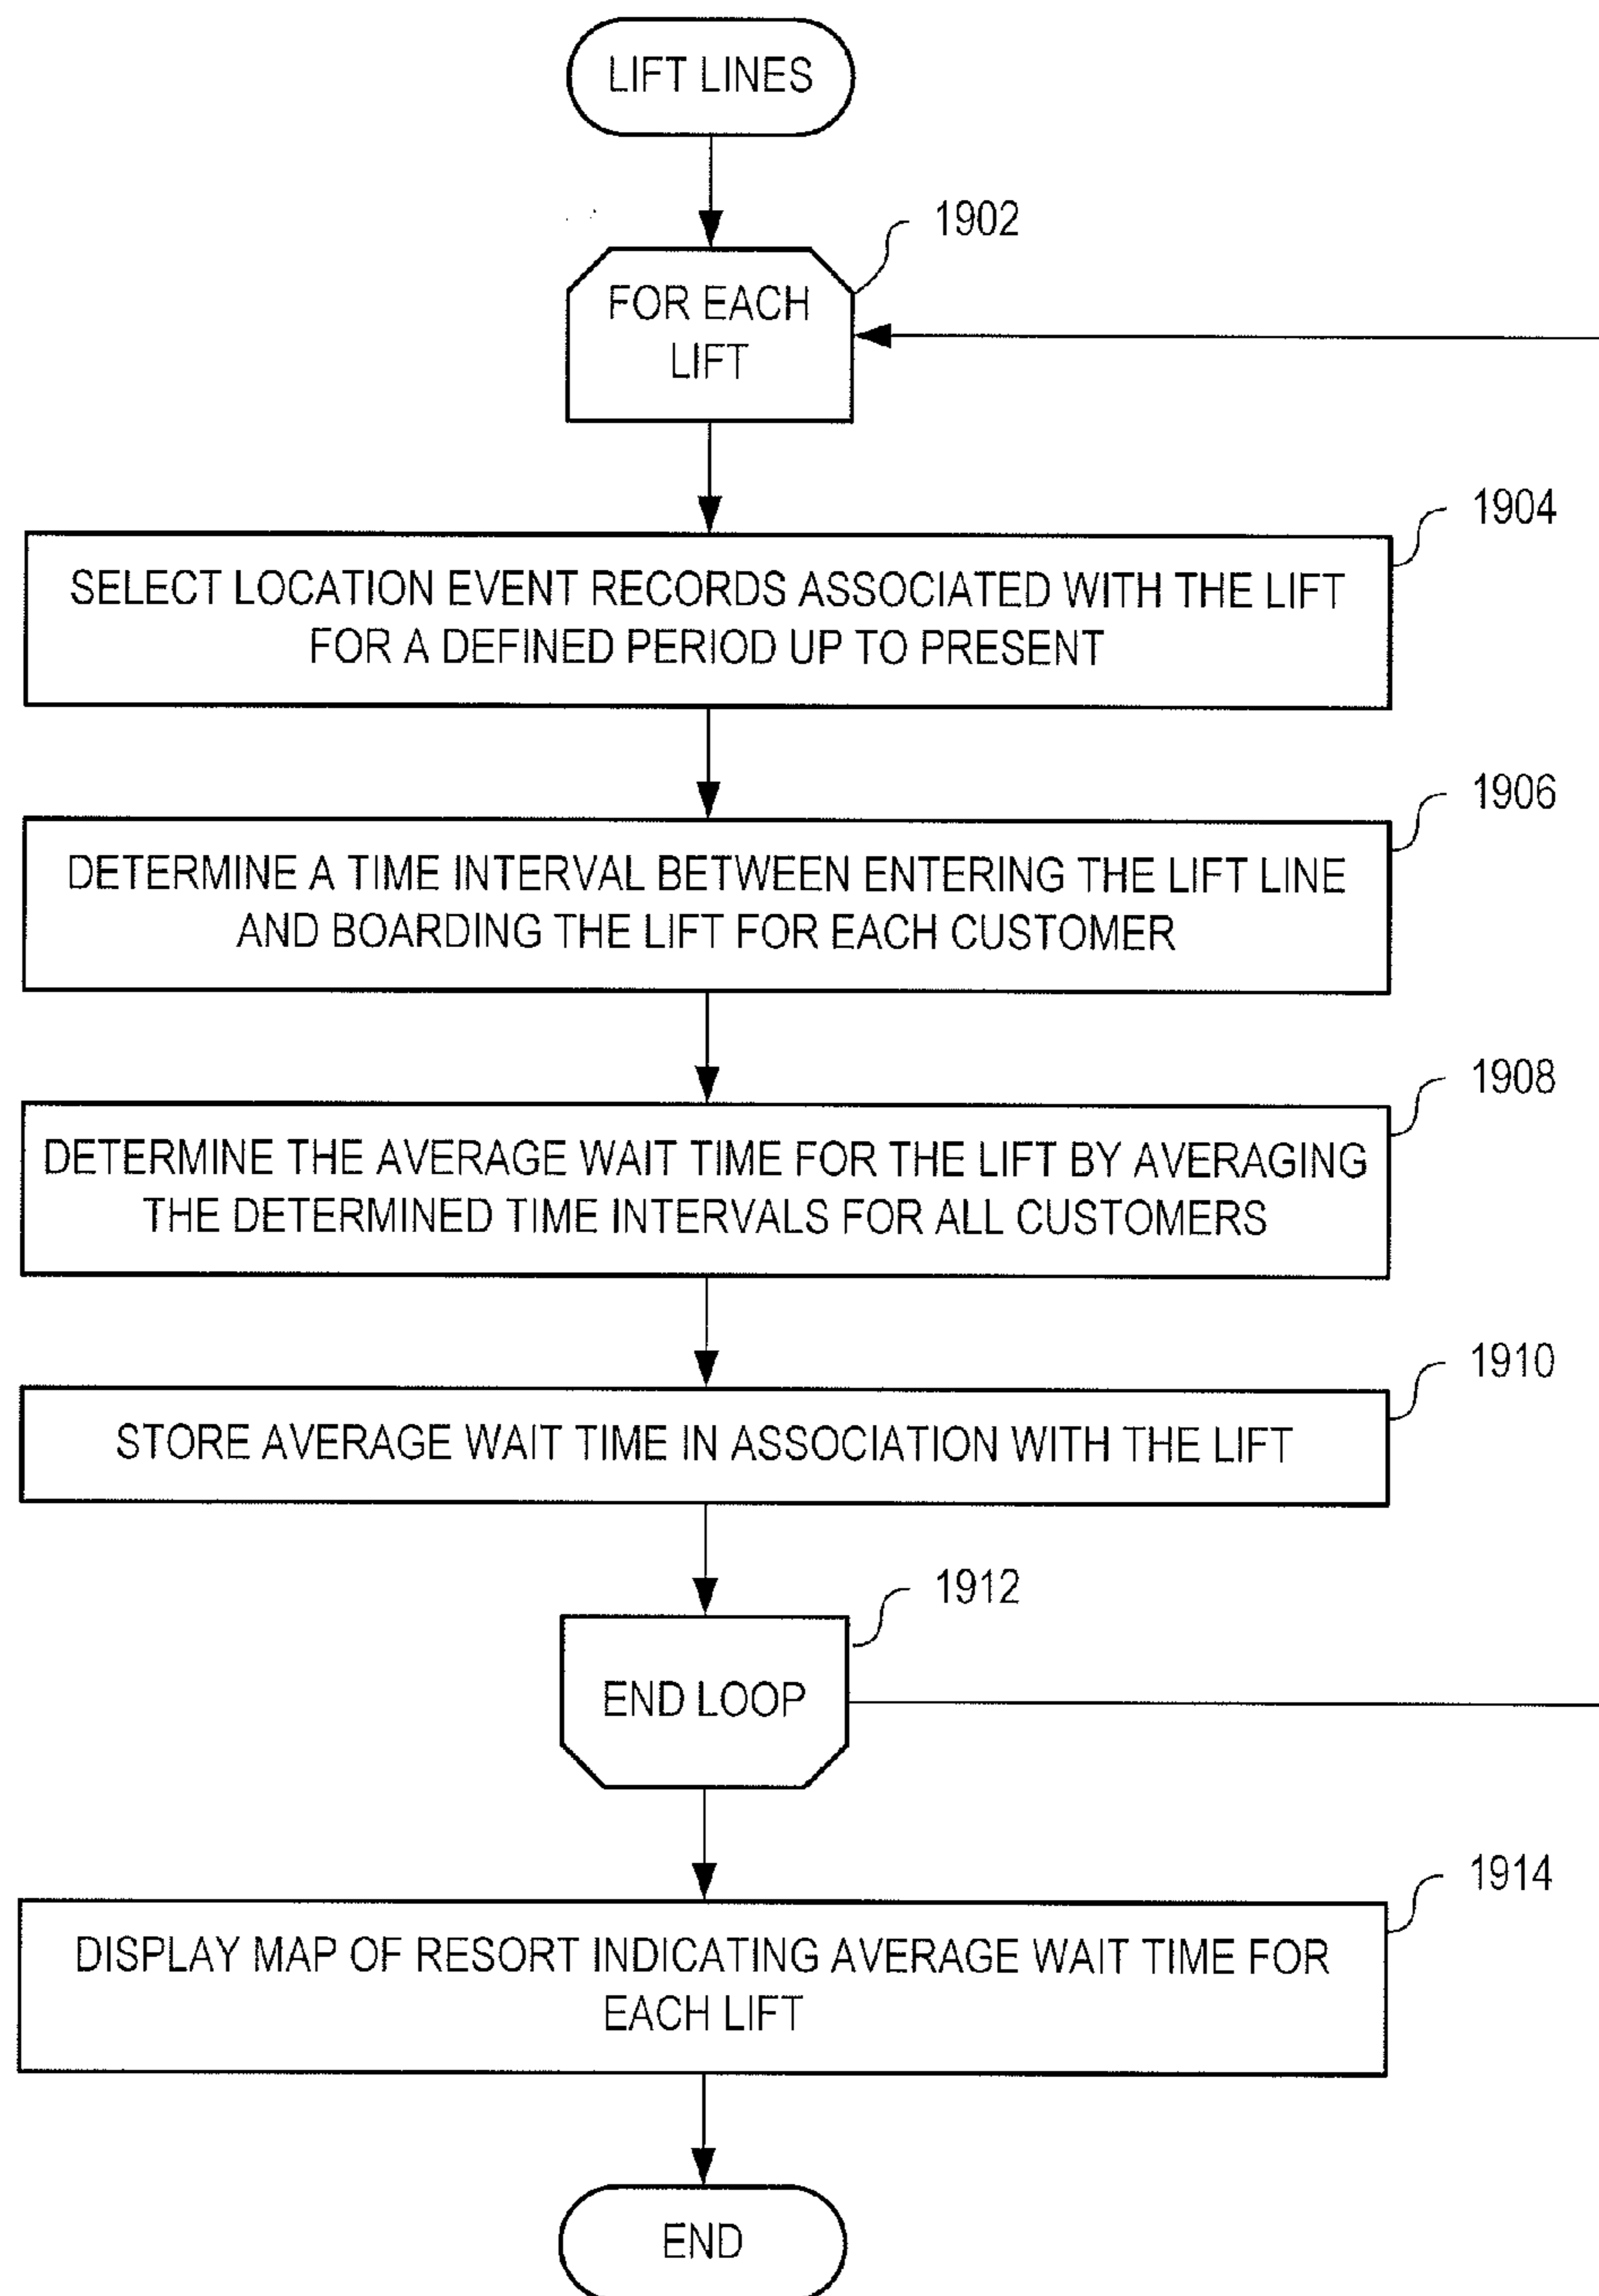 LIFT LINES
1902
FOR EACH
LIFT
1904
SELECT LOCATION EVENT RECORDS ASSOCIATED WITH THE LIFT
FOR A DEFINED PERIOD UP TO PRESENT
1906
DETERMINE A TIME INTERVAL BETWEEN ENTERING THE LIFT LINE
AND BOARDING THE LIFT FOR EACH CUSTOMER
1908
DETERMINE THE AVERAGE WAIT TIME FOR THE LIFT BY AVERAGING
THE DETERMINED TIME INTERVALS FOR ALL CUSTOMERS
1910
STORE AVERAGE WAIT TIME IN ASSOCIATION WITH THE LIFT
1912
END LOOP
1914
DISPLAY MAP OF RESORT INDICATING AVERAGE WAIT TIME FOR
EACH LIFT
END